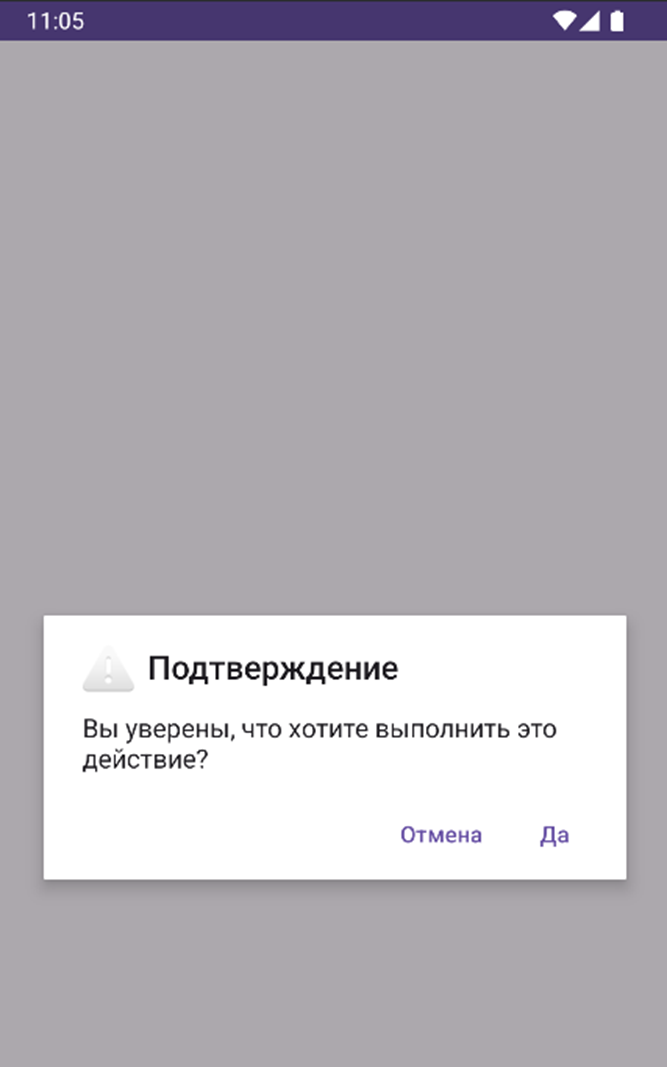 11:05
Подтверждение
Вы уверены, что хотите выполнить это
действие?
Отмена Да